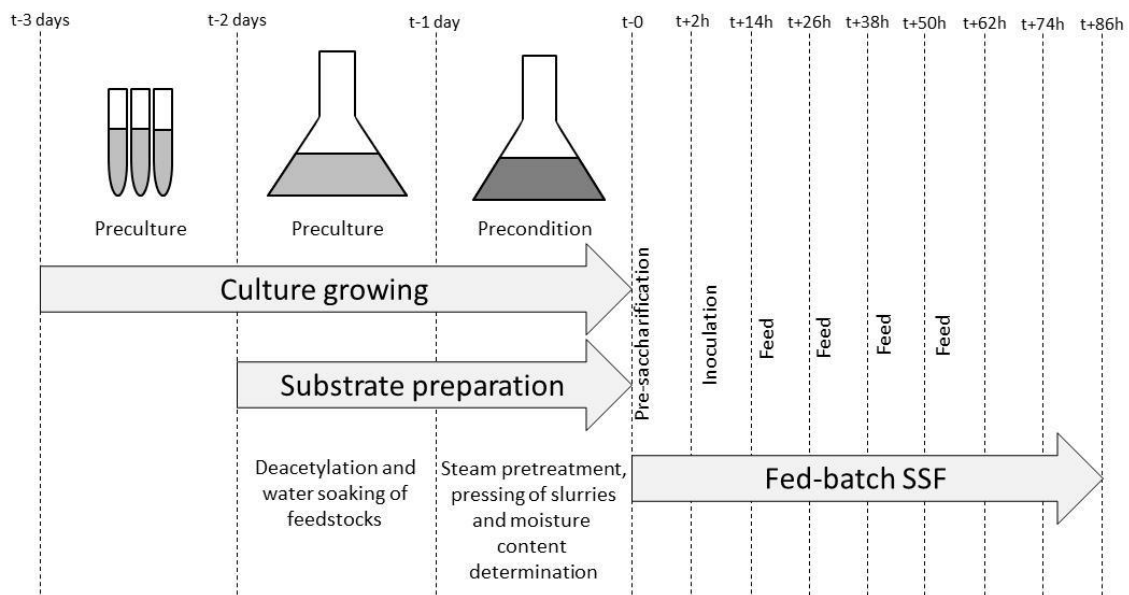 t-3 days
t-2 days
t-1 day
t-0
t+2h
t+14h
t+26h
t+38h
t+50h
t+62h
t+74h
t+86h
Preculture
Preculture
Precondition
Culture growing
Substrate preparation
Pre-saccharification
Inoculation
Feed
Feed
Feed
Feed
Deacetylation and
water soaking of
feedstocks
Steam pretreatment,
pressing of slurries
and moisture
content
determination
Fed-batch SSF